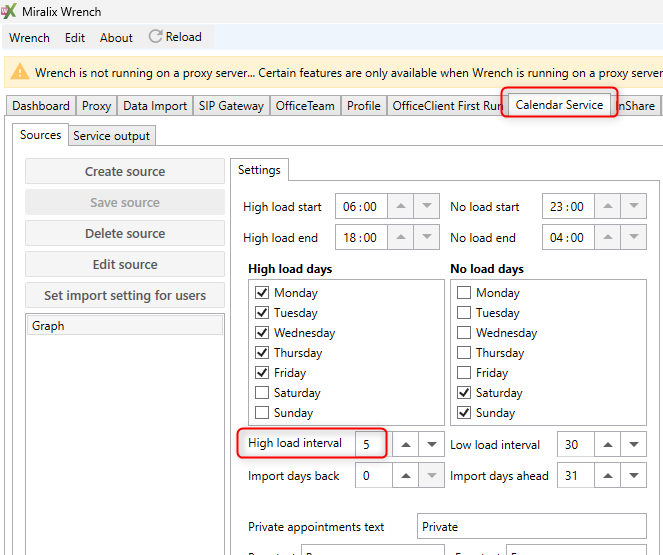 Miralix Wrench
Wrench Edit About Reload
Wrench is not running on a proxy server... Certain features are only available when Wrench is running on a proxy server
Dashboard Proxy Data Import SIP Gateway OfficeTeam Profile OfficeClient First Run Calendar Service InShare
Sources Service output
Create source
Save source
Delete source
Edit source
Set import setting for users
Graph
Settings
High load start 06:00 No load start 23:00
High load end 18:00 No load end 04:00
High load days No load days
Monday Monday
Tuesday Tuesday
Wednesday Wednesday
Thursday Thursday
Friday Friday
Saturday Saturday
Sunday Sunday
High load interval 5 Low load interval 30
Import days back 0 Import days ahead 31
Private appointments text Private